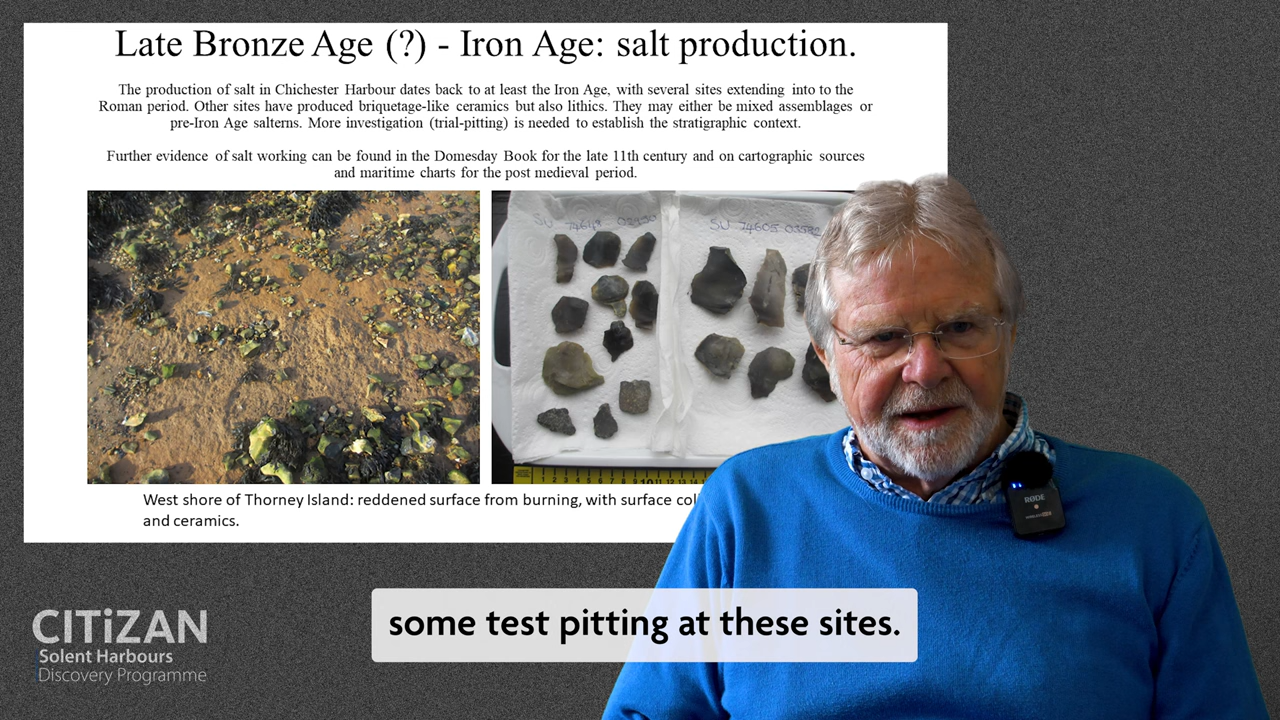 Late Bronze Age (?) - Iron Age: salt production.
The production of salt in Chichester Harbour dates back to at least the Iron Age, with several sites extending into to the
Roman period. Other sites have produced briquetage-like ceramics but also lithics. They may either be mixed assemblages or
pre-Iron Age salterns. More investigation (trial-pitting) is needed to establish the stratigraphic context.
Further evidence of salt working can be found in the Domesday Book for the late 11th century and on cartographic sources
and maritime charts for the post medieval period.
West shore of Thorney Island: reddened surface from burning, with surface col
and ceramics.
RØDE
some test pitting at these sites.
CITiZAN
Solent Harbours
Discovery Programme